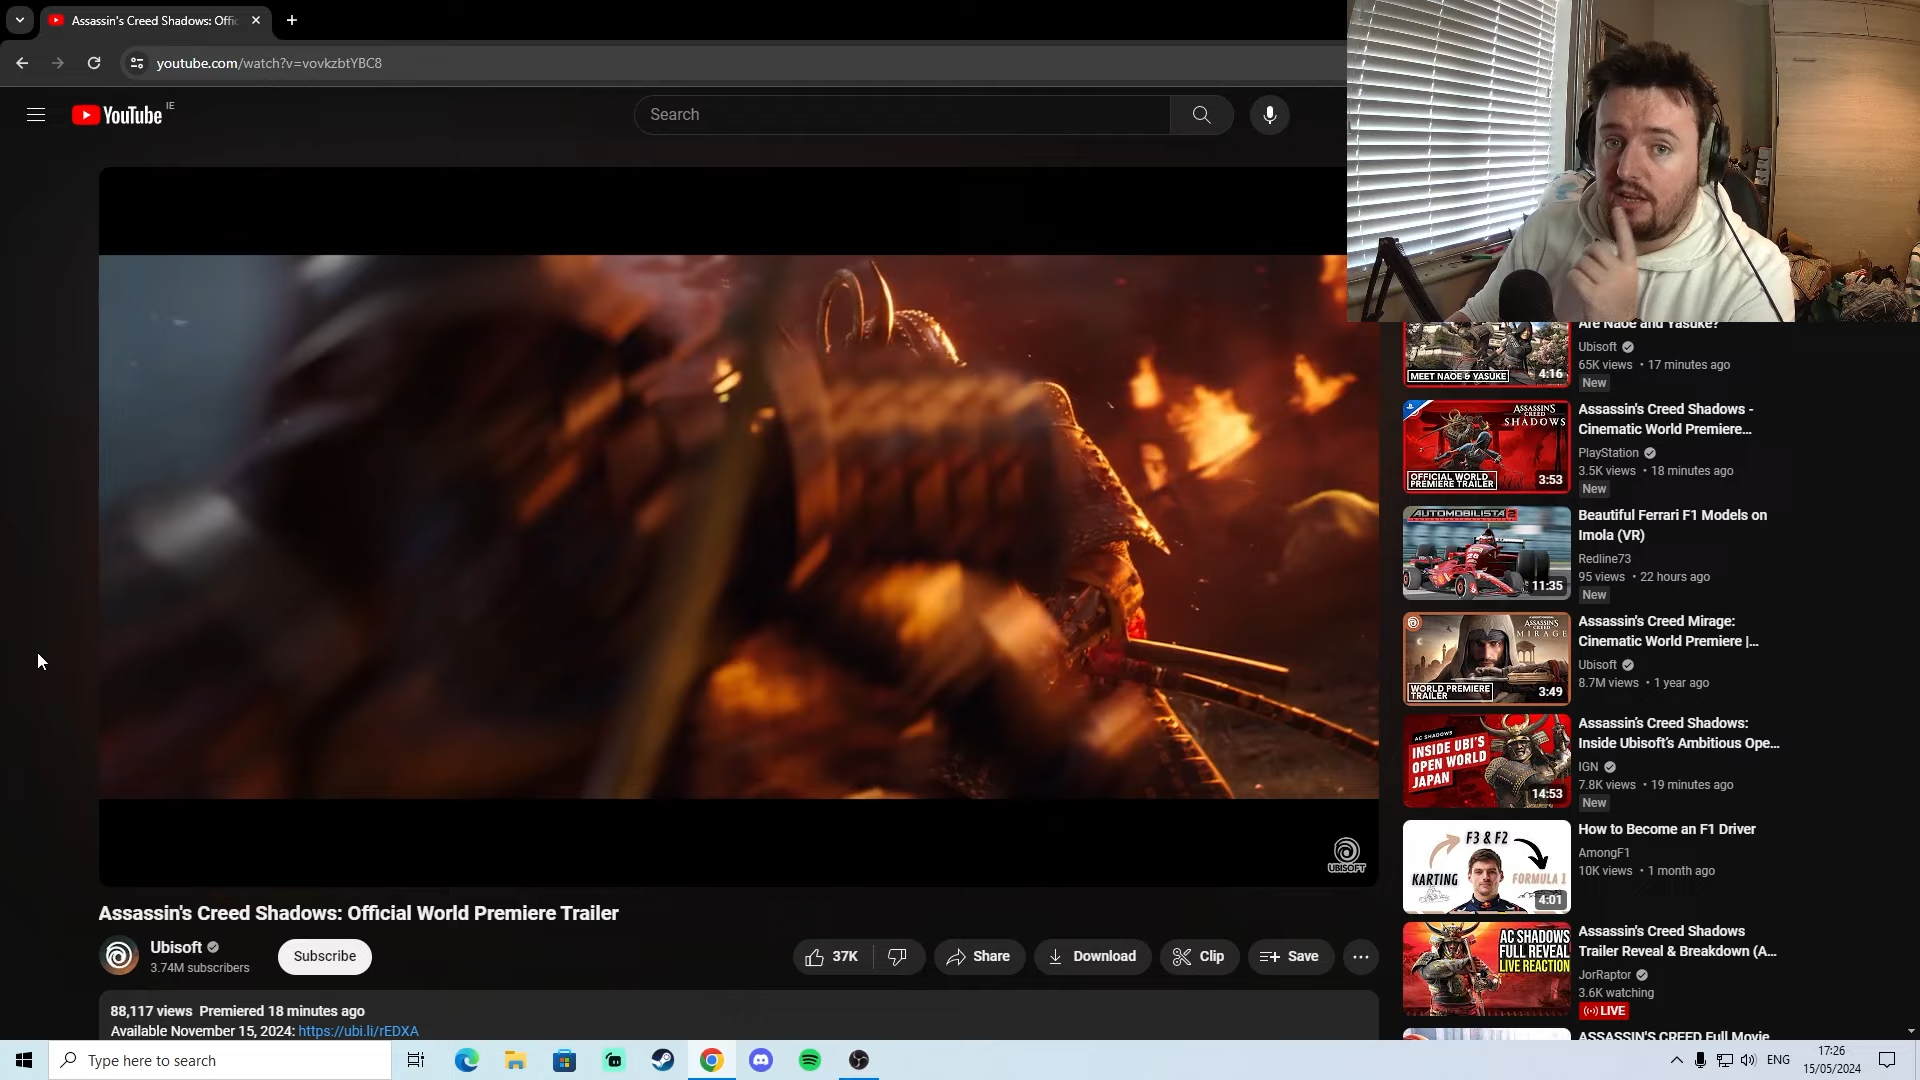 Assassin's Creed Shadows: Offic
youtube.com/watch?v=vovkzbtYBC8
YouTube IE
Search
UBISOFT
Assassin's Creed Shadows: Official World Premiere Trailer
Ubisoft
3.74M subscribers
Subscribe
37K
Share
Download
Clip
Save
88,117 views Premiered 18 minutes ago
Available November 15, 2024: https://ubi.li/rEDXA
Are Naoe and Yasuke?
Ubisoft
65K views • 17 minutes ago
New
MEET NAOE & YASUKE
4:16
Assassin's Creed Shadows -
Cinematic World Premiere...
PlayStation
3.5K views • 18 minutes ago
New
ASSASSIN'S CREED
SHADOWS
OFFICIAL WORLD
PREMIERE TRAILER
3:53
Beautiful Ferrari F1 Models on
Imola (VR)
Redline73
95 views • 22 hours ago
New
AUTOMOBILISTA 2
11:35
Assassin's Creed Mirage:
Cinematic World Premiere |...
Ubisoft
8.7M views • 1 year ago
ASSASSIN'S CREED
MIRAGE
WORLD PREMIERE
TRAILER
3:49
Assassin’s Creed Shadows:
Inside Ubisoft’s Ambitious Ope...
IGN
7.8K views • 19 minutes ago
New
AC SHADOWS
INSIDE UBI'S
OPEN WORLD
JAPAN
14:53
How to Become an F1 Driver
AmongF1
10K views • 1 month ago
F3 & F2
KARTING
FORMULA 1
4:01
Assassin's Creed Shadows
Trailer Reveal & Breakdown (A...
JorRaptor
3.6K watching
LIVE
AC SHADOWS
FULL REVEAL
LIVE REACTION
ASSASSIN'S CREED Full Movie
Type here to search
ENG
17:26
15/05/2024